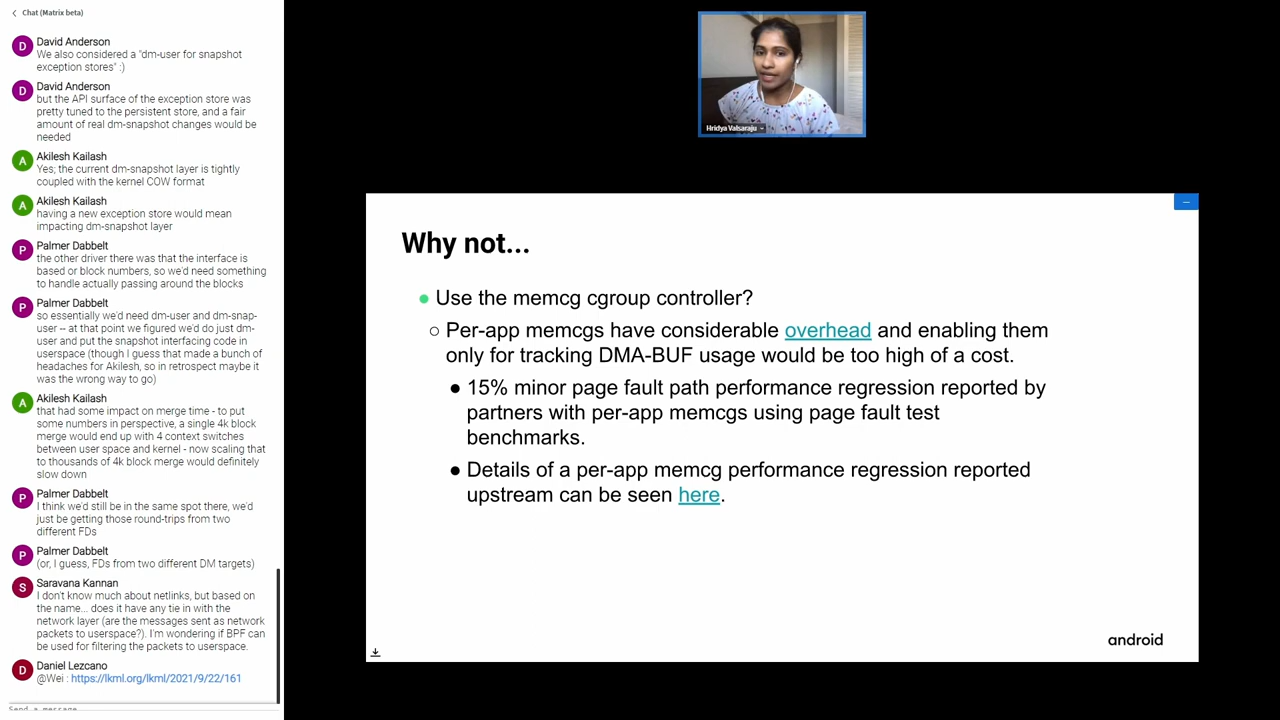 Chat (Matrix beta)
David Anderson
We also considered a "dm-user for snapshot
exception stores" :)
David Anderson
but the API surface of the exception store was
pretty tuned to the persistent store, and a fair
amount of real dm-snapshot changes would be
needed
Akilesh Kailash
Yes; the current dm-snapshot layer is tightly
coupled with the kernel COW format
Akilesh Kailash
having a new exception store would mean
impacting dm-snapshot layer
Palmer Dabbelt
the other driver there was that the interface is
based or block numbers, so we'd need something
to handle actually passing around the blocks
Palmer Dabbelt
so essentially we'd need dm-user and dm-snap-
user -- at that point we figured we'd do just dm-
user and put the snapshot interfacing code in
userspace (though I guess that made a bunch of
headaches for Akilesh, so in retrospect maybe it
was the wrong way to go)
Akilesh Kailash
that had some impact on merge time - to put
some numbers in perspective, a single 4k block
merge would end up with 4 context switches
between user space and kernel - now scaling that
to thousands of 4k block merge would definitely
slow down
Palmer Dabbelt
I think we'd still be in the same spot there, we'd
just be getting those round-trips from two
different FDs
Palmer Dabbelt
(or, I guess, FDs from two different DM targets)
Saravana Kannan
I don't know much about netlinks, but based on
the name... does it have any tie in with the
network layer (are the messages sent as network
packets to userspace?). I'm wondering if BPF can
be used for filtering the packets to userspace.
Daniel Lezcano
@Wei : https://lkml.org/lkml/2021/9/22/161
Send a message
D
D
A
A
P
P
A
P
P
S
D
Hridya Valsaraju
Why not...
● Use the memcg cgroup controller?
○ Per-app memcgs have considerable overhead and enabling them
only for tracking DMA-BUF usage would be too high of a cost.
● 15% minor page fault path performance regression reported by
partners with per-app memcgs using page fault test
benchmarks.
● Details of a per-app memcg performance regression reported
upstream can be seen here.
android